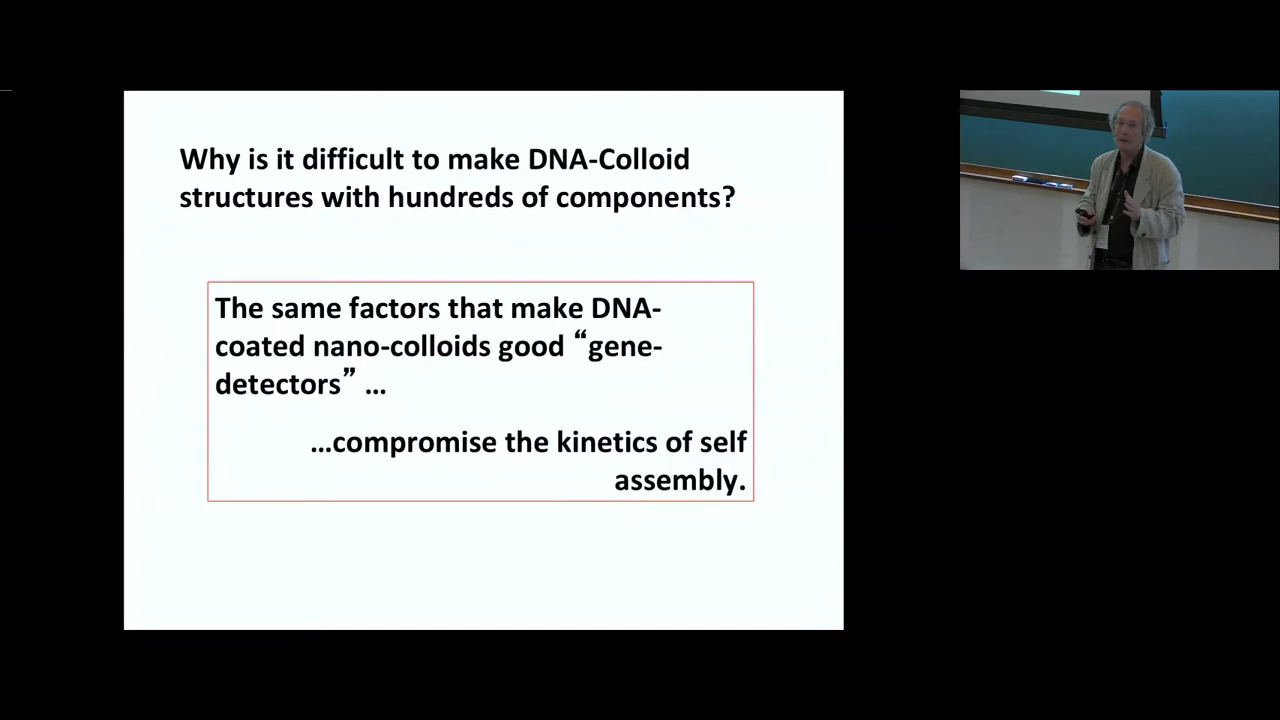 Why is it difficult to make DNA-Colloid
structures with hundreds of components?
The same factors that make DNA-
coated nano-colloids good “gene-
detectors” ...
...compromise the kinetics of self
assembly.